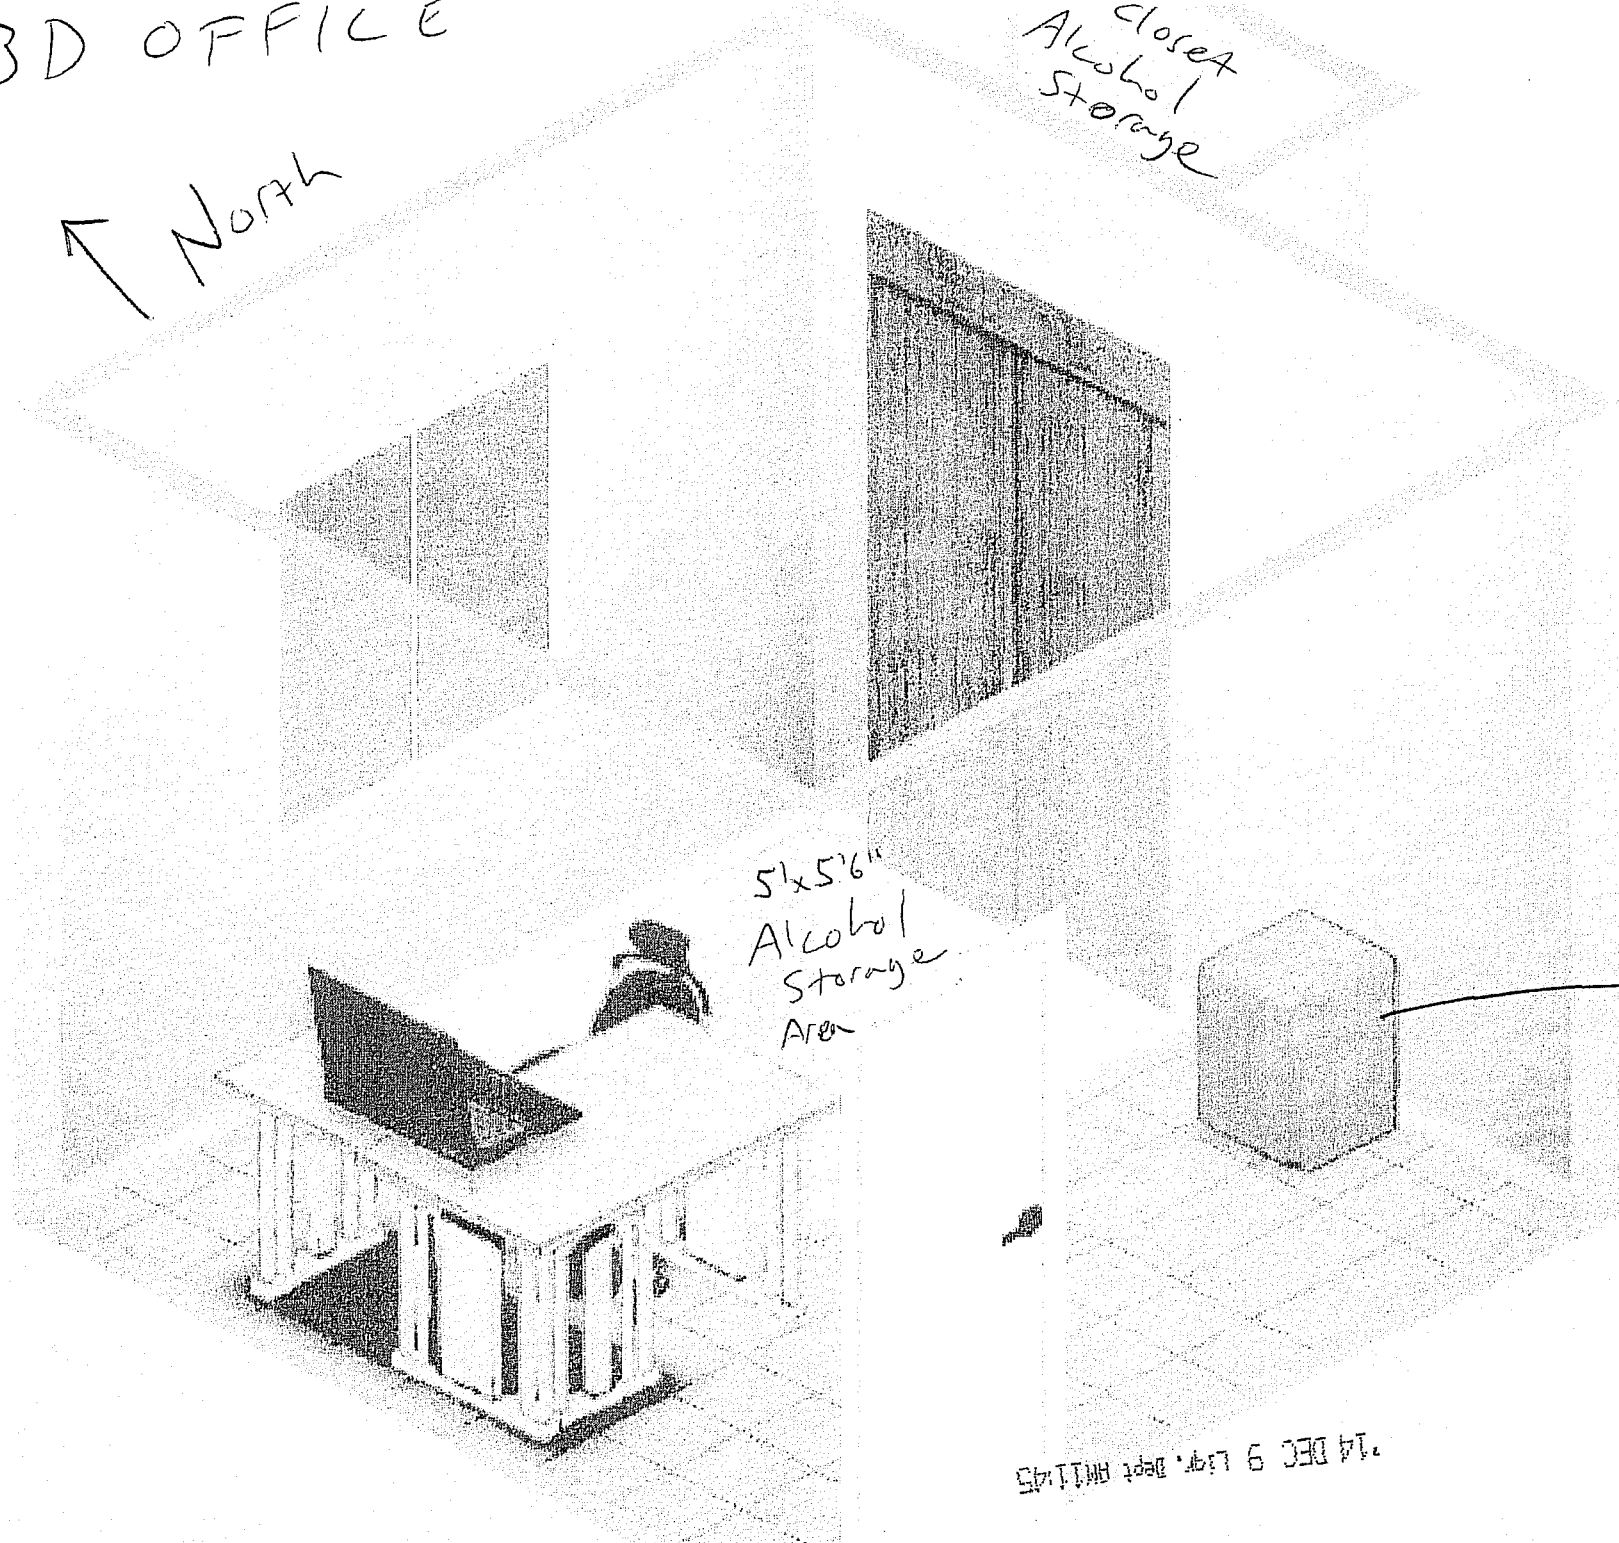 3D OFFICE
Closet
Alcohol
Storage
North
5'x5'6"
Alcohol
Storage
Area
'14 DEC 9 Liqr. Dept AM11:45